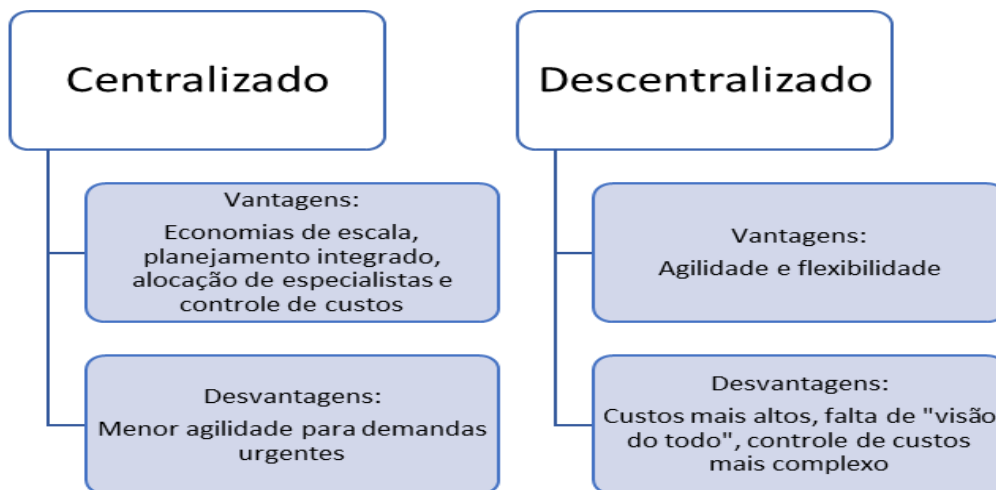 Centralizado
Vantagens:
Economias de escala,
planejamento integrado,
alocação de especialistas e
controle de custos
Desvantagens:
Menor agilidade para demandas
urgentes
Descentralizado
Vantagens:
Agilidade e flexibilidade
Desvantagens:
Custos mais altos, falta de "visão
do todo", controle de custos
mais complexo